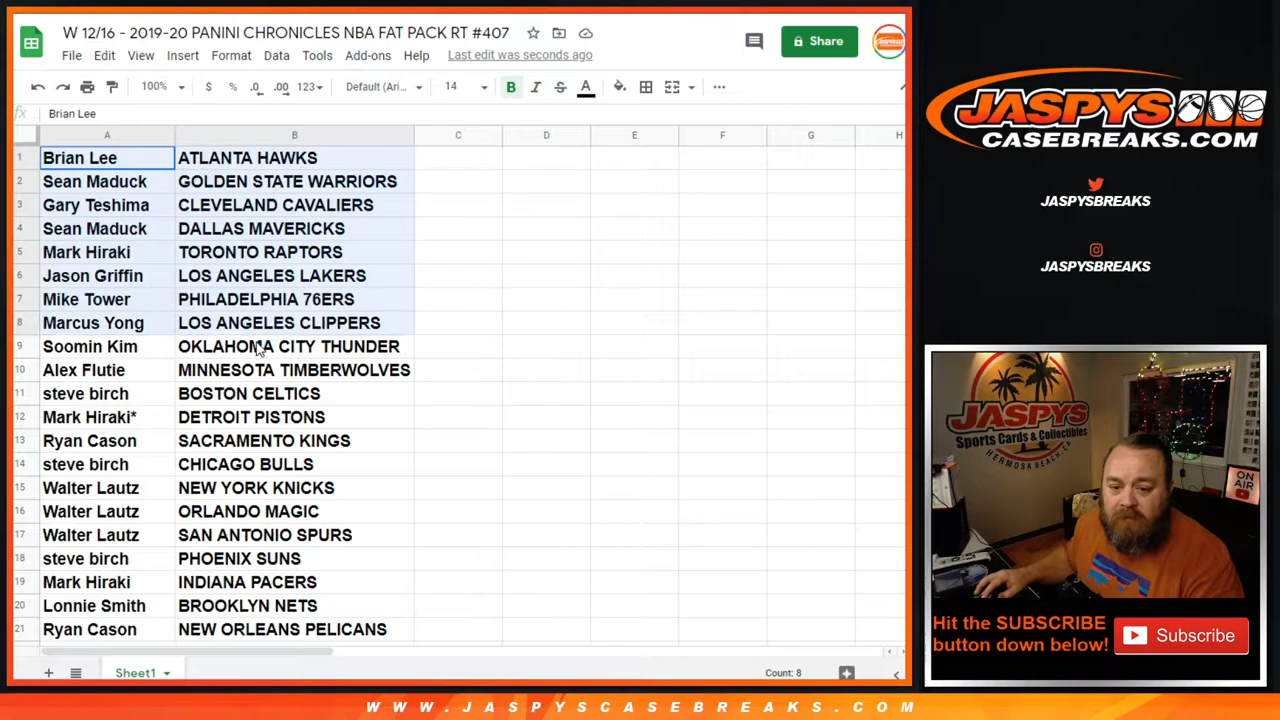 W 12/16 - 2019-20 PANINI CHRONICLES NBA FAT PACK RT #407
Share
File Edit View Insert Format Data Tools Add-ons Help Last edit was seconds ago
100% $ % .0 .00 123 Default (Ari... 14 B I S A
fx Brian Lee
A B C D E F G H
1 Brian Lee ATLANTA HAWKS
2 Sean Maduck GOLDEN STATE WARRIORS
3 Gary Teshima CLEVELAND CAVALIERS
4 Sean Maduck DALLAS MAVERICKS
5 Mark Hiraki TORONTO RAPTORS
6 Jason Griffin LOS ANGELES LAKERS
7 Mike Tower PHILADELPHIA 76ERS
8 Marcus Yong LOS ANGELES CLIPPERS
9 Soomin Kim OKLAHOMA CITY THUNDER
10 Alex Flutie MINNESOTA TIMBERWOLVES
11 steve birch BOSTON CELTICS
12 Mark Hiraki* DETROIT PISTONS
13 Ryan Cason SACRAMENTO KINGS
14 steve birch CHICAGO BULLS
15 Walter Lautz NEW YORK KNICKS
16 Walter Lautz ORLANDO MAGIC
17 Walter Lautz SAN ANTONIO SPURS
18 steve birch PHOENIX SUNS
19 Mark Hiraki INDIANA PACERS
20 Lonnie Smith BROOKLYN NETS
21 Ryan Cason NEW ORLEANS PELICANS
Sheet1
Count: 8
JASPYS
CASEBREAKS.COM
JASPYSBREAKS
JASPYSBREAKS
JASPYS
Sports Cards & Collectibles
HERMOSA BEACH, CA
ON AIR
Hit the SUBSCRIBE
button down below!
Subscribe
WWW.JASPYSCASEBREAKS.COM